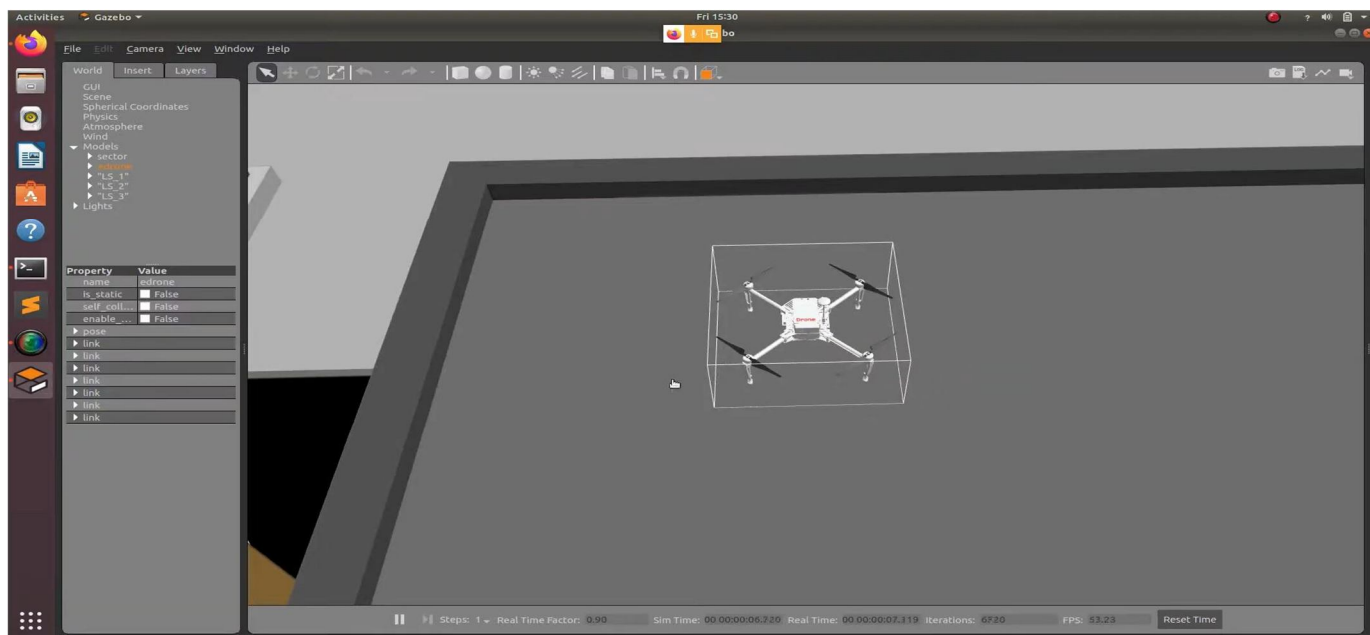 Activities Gazebo Fri 15:30 ?
bo
File Edit Camera View Window Help
World Insert Layers
GUI
Scene
Spherical Coordinates
Physics
Atmosphere
Wind
Models
sector
edrone
"LS_1"
"LS_2"
"LS_3"
Lights
Property Value
name edrone
is_static False
self_coll... False
enable_... False
pose
link
link
link
link
link
link
link
Steps: 1 Real Time Factor: 0.90 Sim Time: 00 00:00:06.720 Real Time: 00 00:00:07.119 Iterations: FPS: 53.23 Reset Time